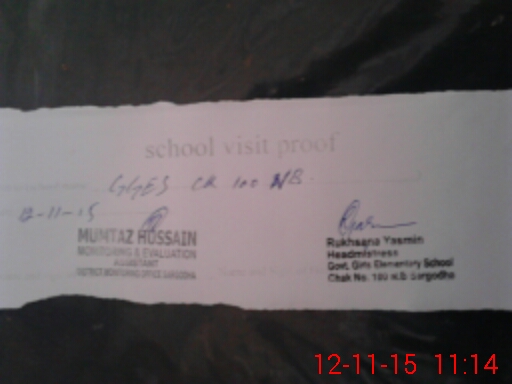 school visit proof
GGES CK 100 NB
12-11-15
MUMTAZ HUSSAIN
MONITORING & EVALUATION
ASSISTANT
DISTRICT MONITORING OFFICE SARGODHA
Rukhsana Yasmin
Headmistress
Govt. Girls Elementary School
Chak No. 100 N.B Sargodha
12-11-15 11:14